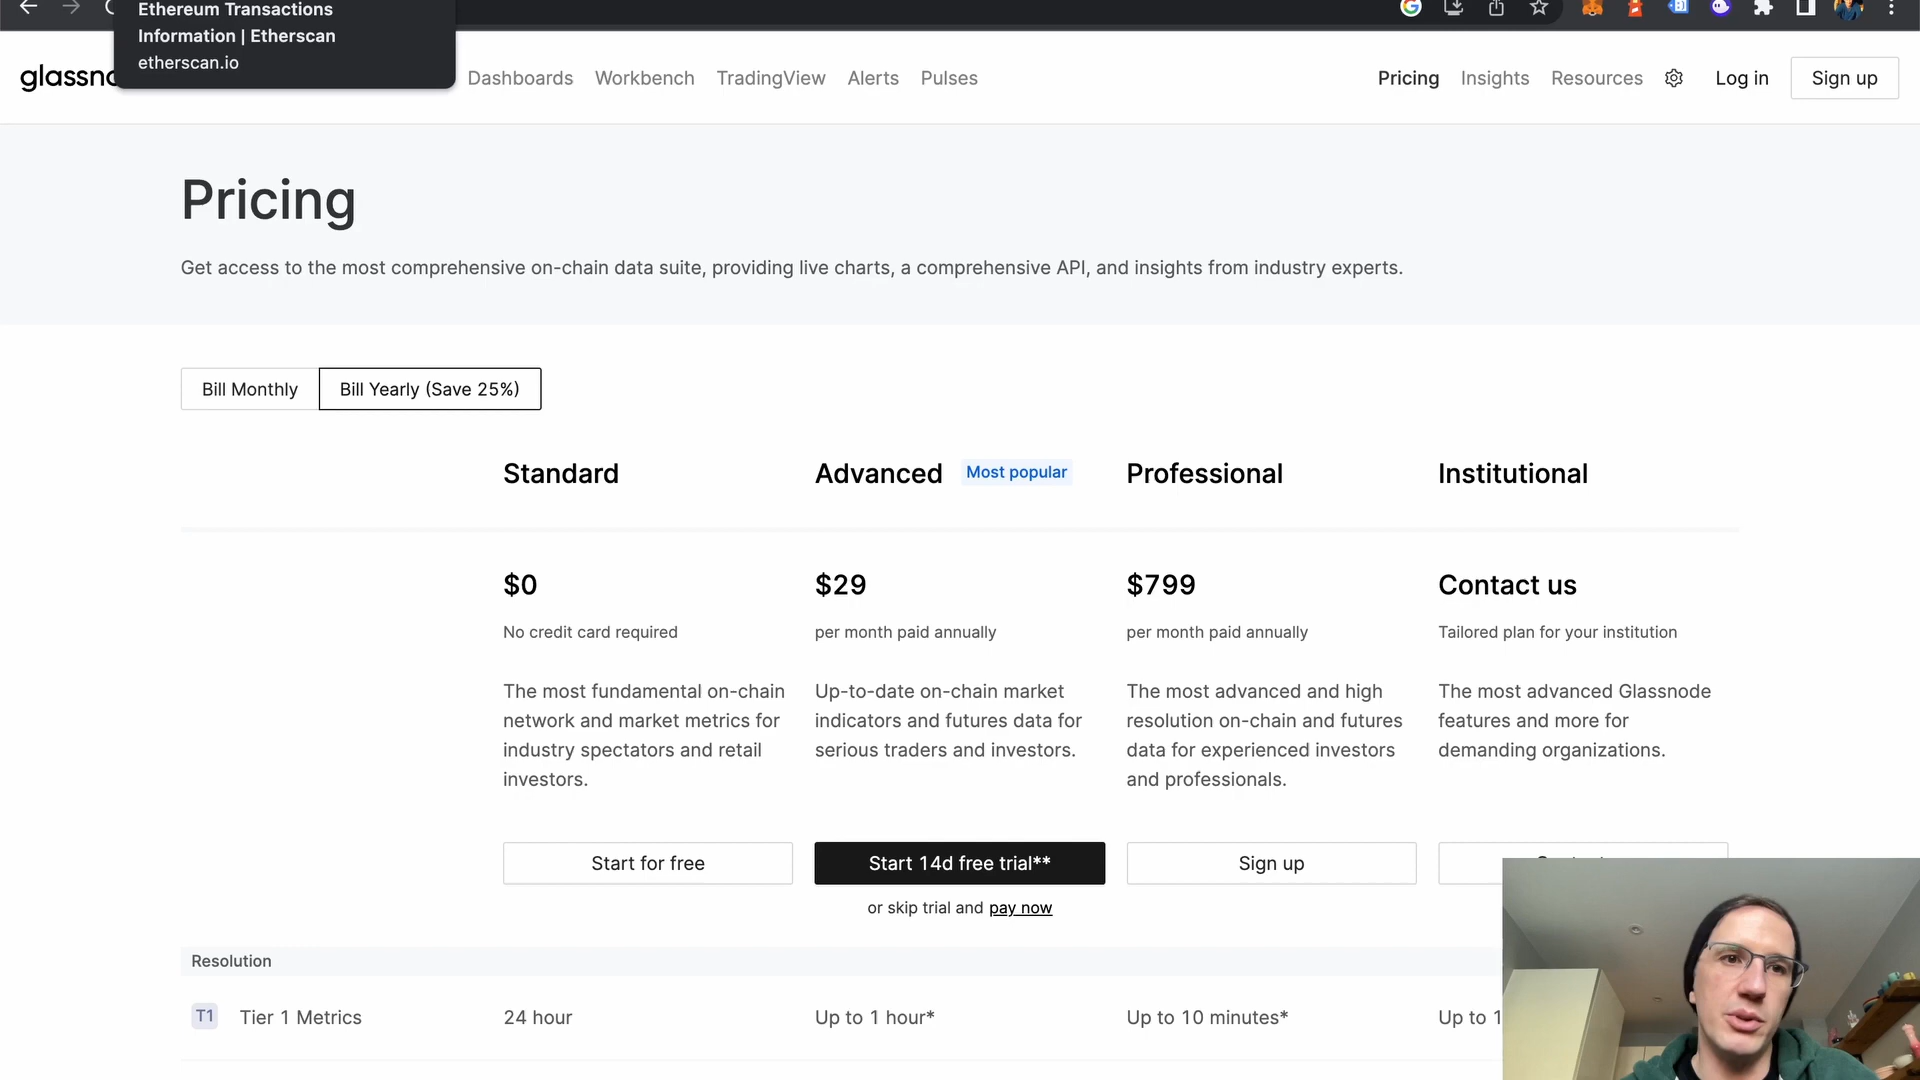 Ethereum Transactions
Information | Etherscan
etherscan.io
Dashboards Workbench TradingView Alerts Pulses
Pricing Insights Resources Log in Sign up
Pricing
Get access to the most comprehensive on-chain data suite, providing live charts, a comprehensive API, and insights from industry experts.
Bill Monthly Bill Yearly (Save 25%)
Standard Advanced Most popular Professional Institutional
$0 $29 $799 Contact us
No credit card required per month paid annually per month paid annually Tailored plan for your institution
The most fundamental on-chain Up-to-date on-chain market The most advanced and high The most advanced Glassnode
network and market metrics for indicators and futures data for resolution on-chain and futures features and more for
industry spectators and retail serious traders and investors. data for experienced investors demanding organizations.
investors. and professionals.
Start for free Start 14d free trial** Sign up
or skip trial and pay now
Resolution
T1 Tier 1 Metrics 24 hour Up to 1 hour* Up to 10 minutes* Up to 1